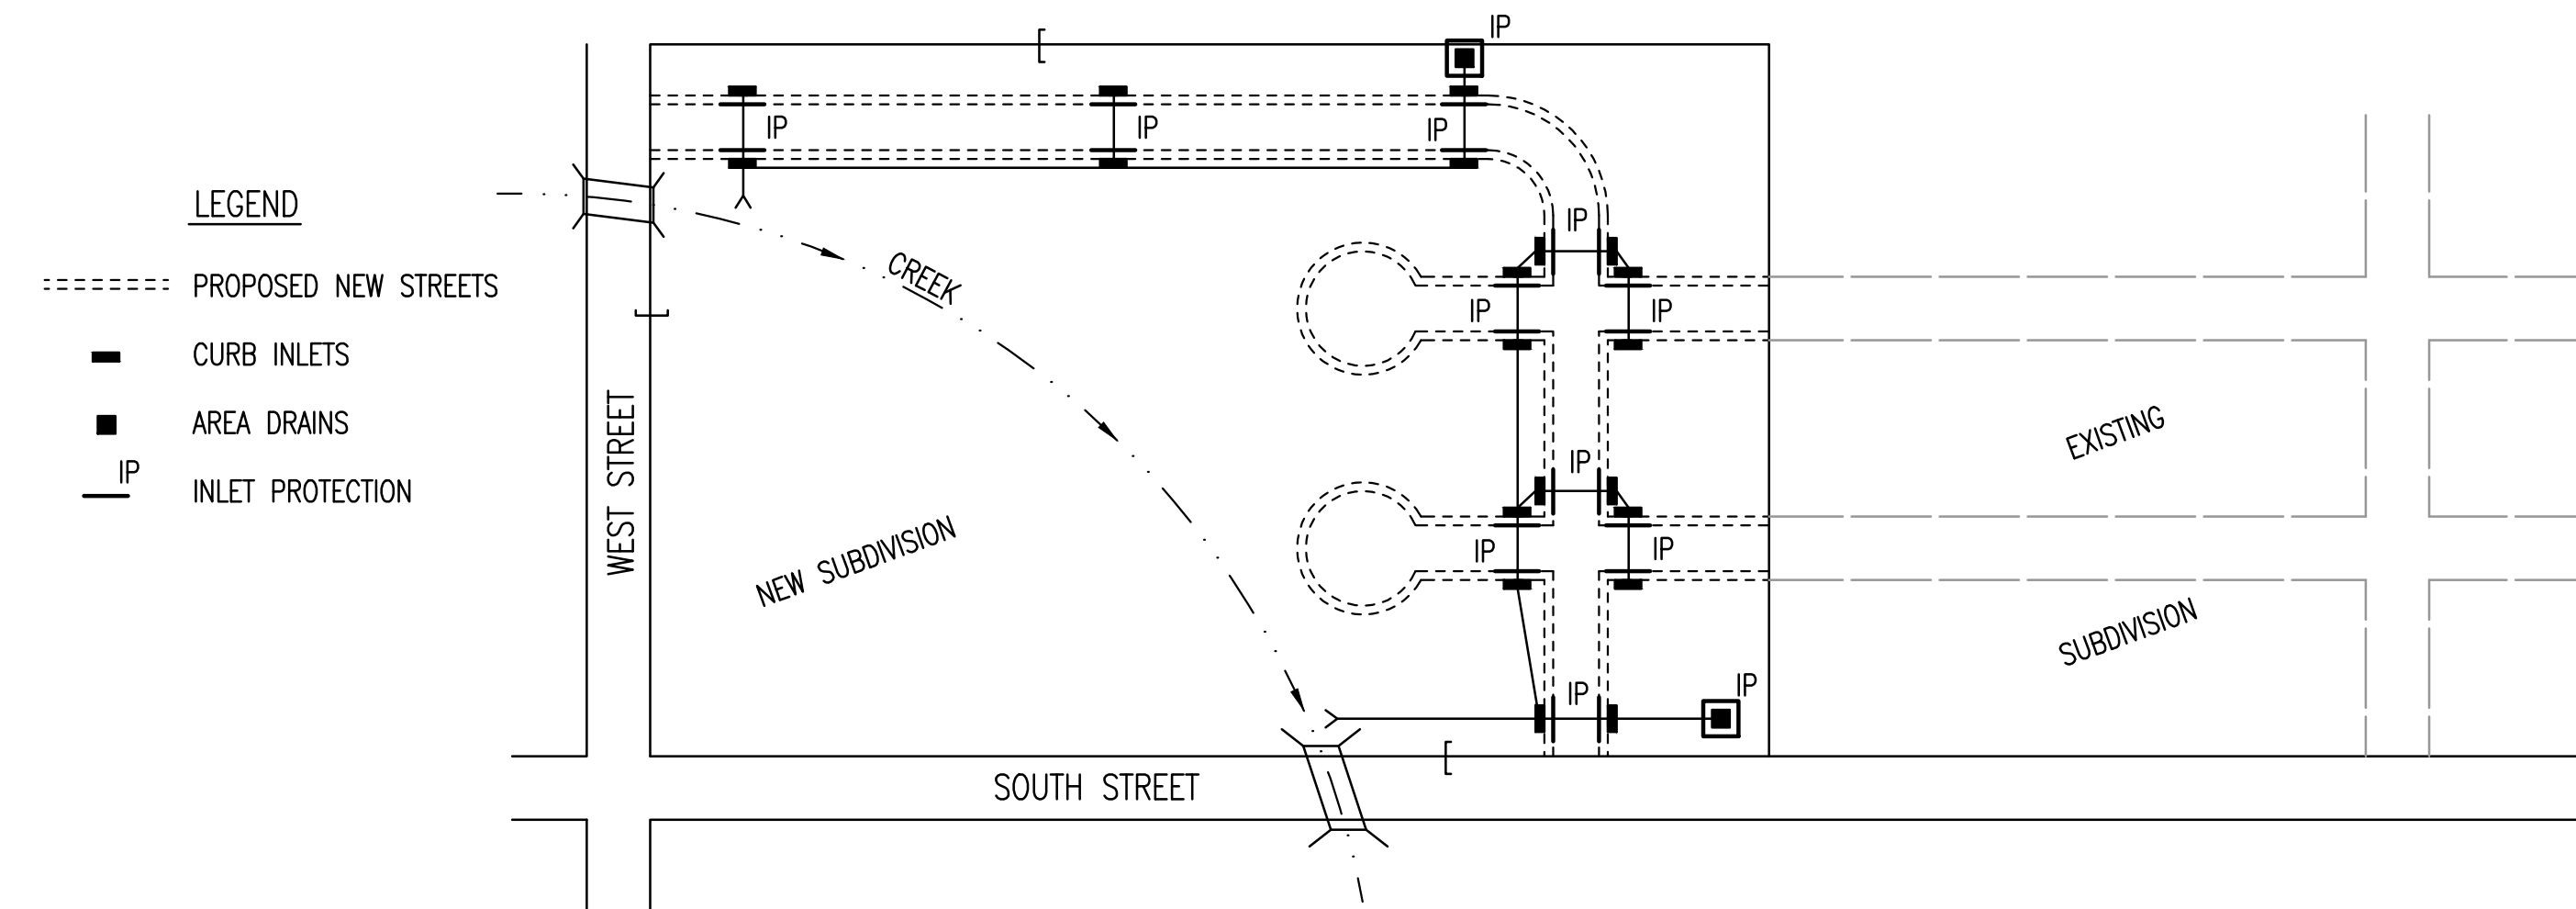 IP
IP
IP
IP
LEGEND
IP
CREEK
PROPOSED NEW STREETS
IP
IP
CURB INLETS
WEST STREET
AREA DRAINS
EXISTING
IP
IP
INLET PROTECTION
NEW SUBDIVISION
IP
IP
SUBDIVISION
IP
IP
SOUTH STREET